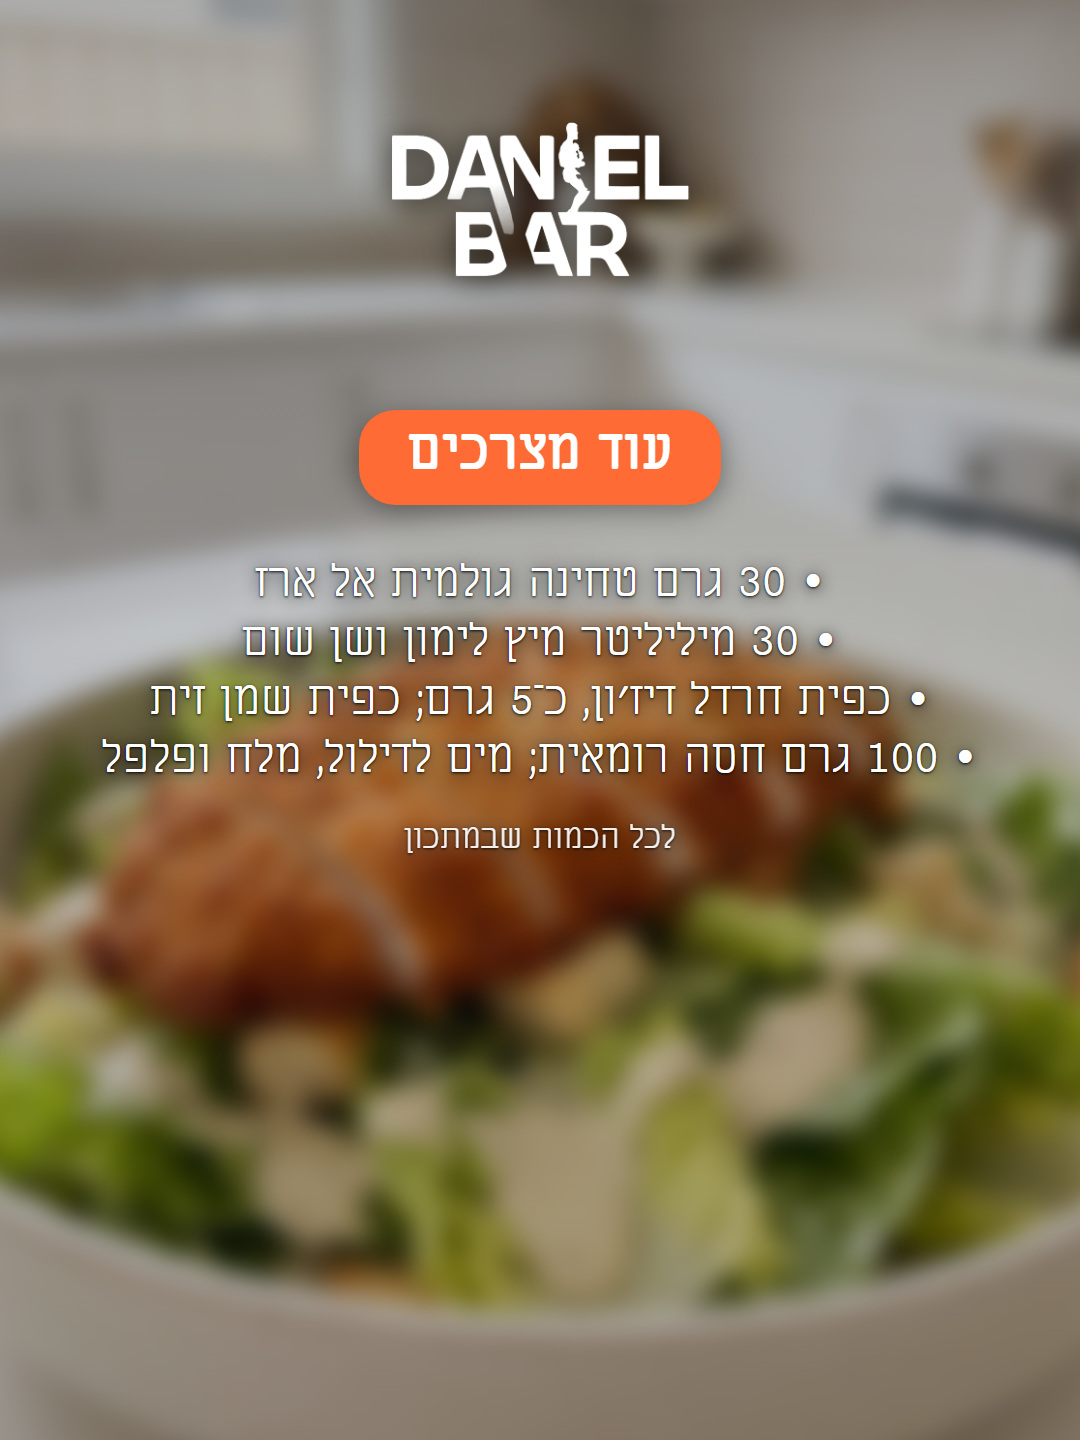 DANIEL
BAR
עוד מצרכים
• 30 גרם טחינה גולמית אל ארז
• 30 מיליליטר מיץ לימון ושן שום
• כפית חרדל דיז׳ון, כ־5 גרם; כפית שמן זית
• 100 גרם חסה רומאית; מים לדילול, מלח ופלפל
לכל הכמות שבמתכון